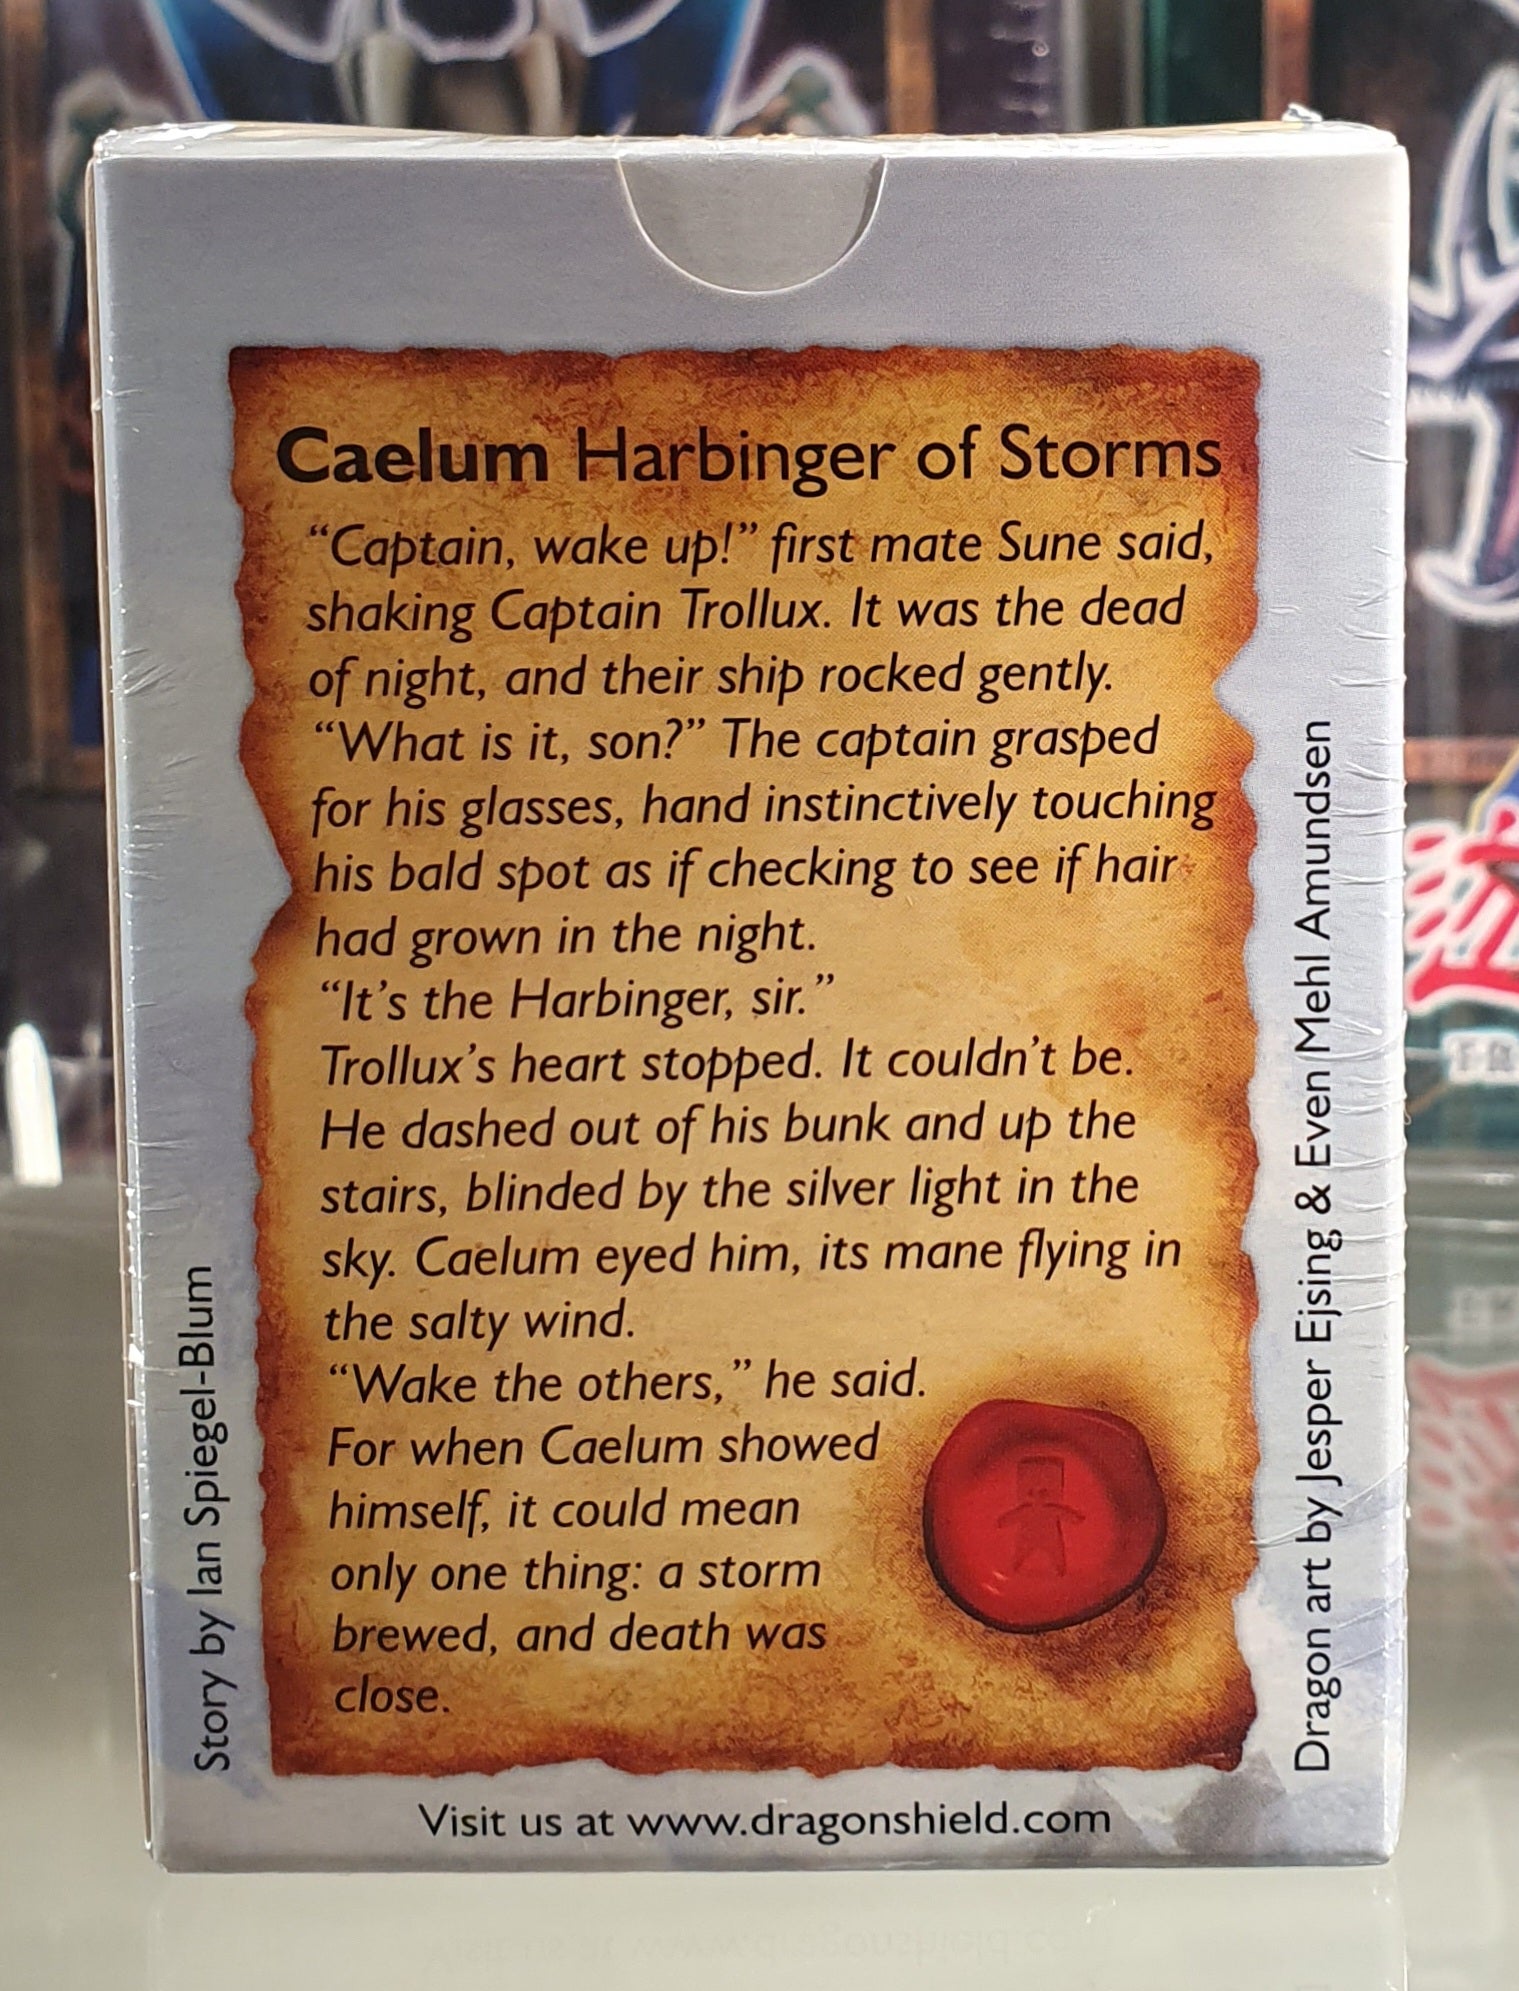 Caelum Harbinger of Storms
“Captain, wake up!” first mate Sune said,
shaking Captain Trollux. It was the dead
of night, and their ship rocked gently.
“What is it, son?” The captain grasped
for his glasses, hand instinctively touching
his bald spot as if checking to see if hair
had grown in the night.
“It’s the Harbinger, sir.”
Trollux’s heart stopped. It couldn’t be.
He dashed out of his bunk and up the
stairs, blinded by the silver light in the
sky. Caelum eyed him, its mane flying in
the salty wind.
“Wake the others,” he said.
For when Caelum showed
himself, it could mean
only one thing: a storm
brewed, and death was
close.
Story by Ian Spiegel-Blum
Dragon art by Jesper Ejsing & Even Mehl Amundsen
Visit us at www.dragonshield.com